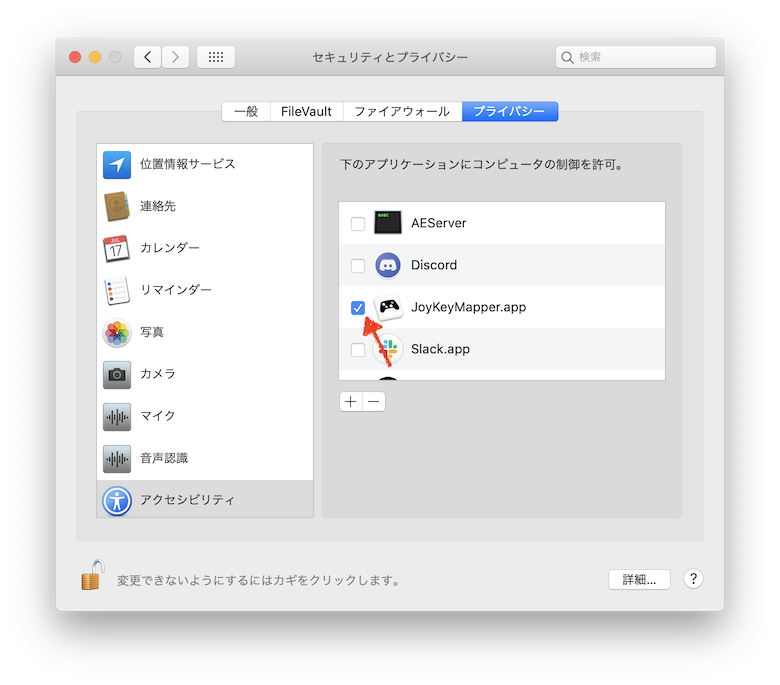 セキュリティとプライバシー
検索
一般 FileVault ファイアウォール プライバシー
位置情報サービス
連絡先
JUL
17
カレンダー
リマインダー
写真
カメラ
マイク
音声認識
アクセシビリティ
下のアプリケーションにコンピュータの制御を許可。
exec
AEServer
Discord
JoyKeyMapper.app
Slack.app
変更できないようにするにはカギをクリックします。
詳細...
?